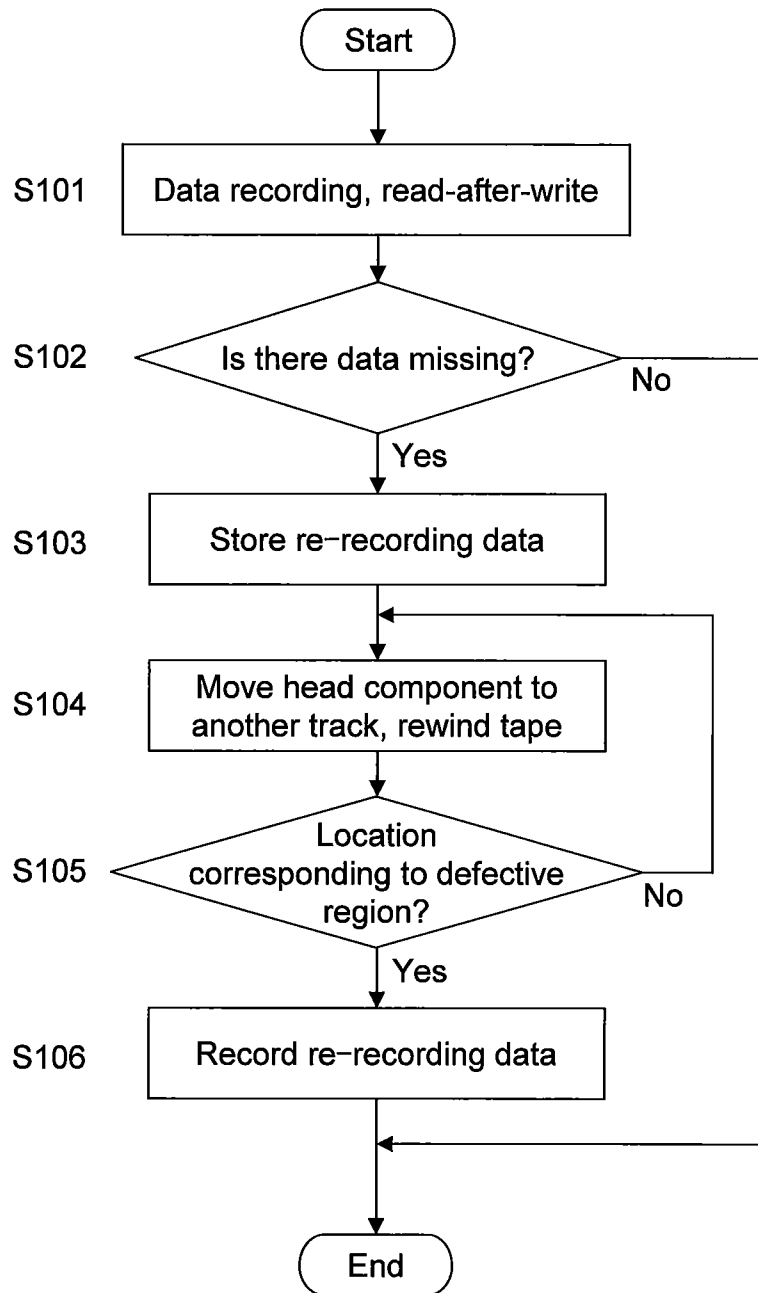 Start
S101
Data recording, read-after-write
S102
Is there data missing?
No
Yes
S103
Store re-recording data
S104
Move head component to
another track, rewind tape
Location
S105
corresponding to defective
region?
No
Yes
S106
Record re-recording data
End